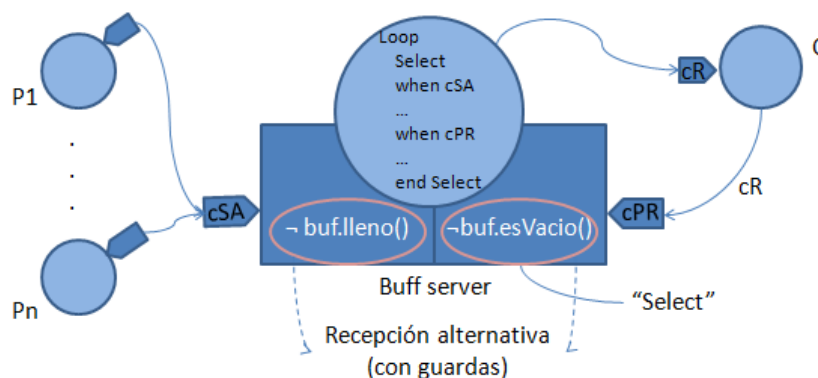 P1
.
.
.
Pn
cSA
Loop
Select
when cSA
...
when cPR
...
end Select
¬ buf.lleno()
¬buf.esVacio()
cR
cPR
cR
Buff server
“Select”
Recepción alternativa
(con guardas)